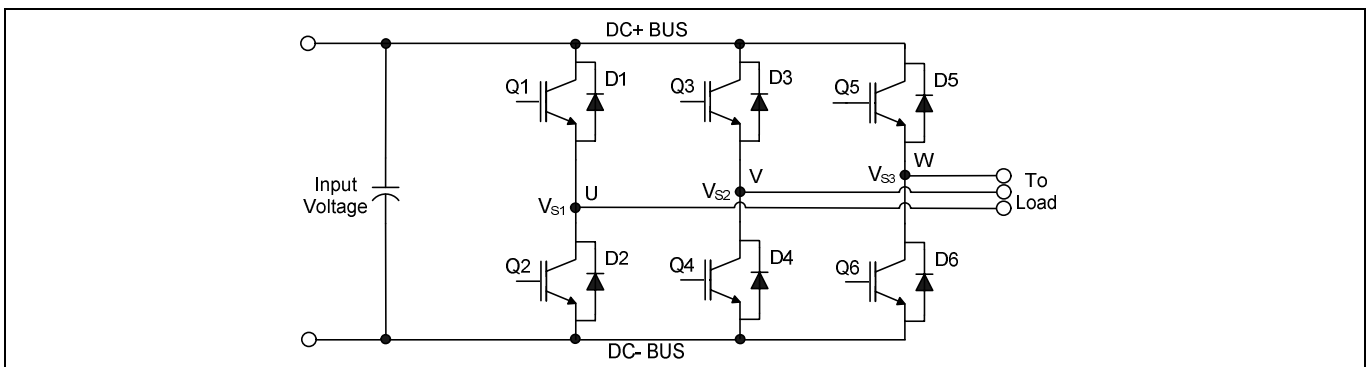 DC+ BUS
Q1
D1
Q3
D3
Q5
D5
Input
Voltage
VS1
U
VS2
V
VS3
W
To
Load
Q2
D2
Q4
D4
Q6
D6
DC- BUS